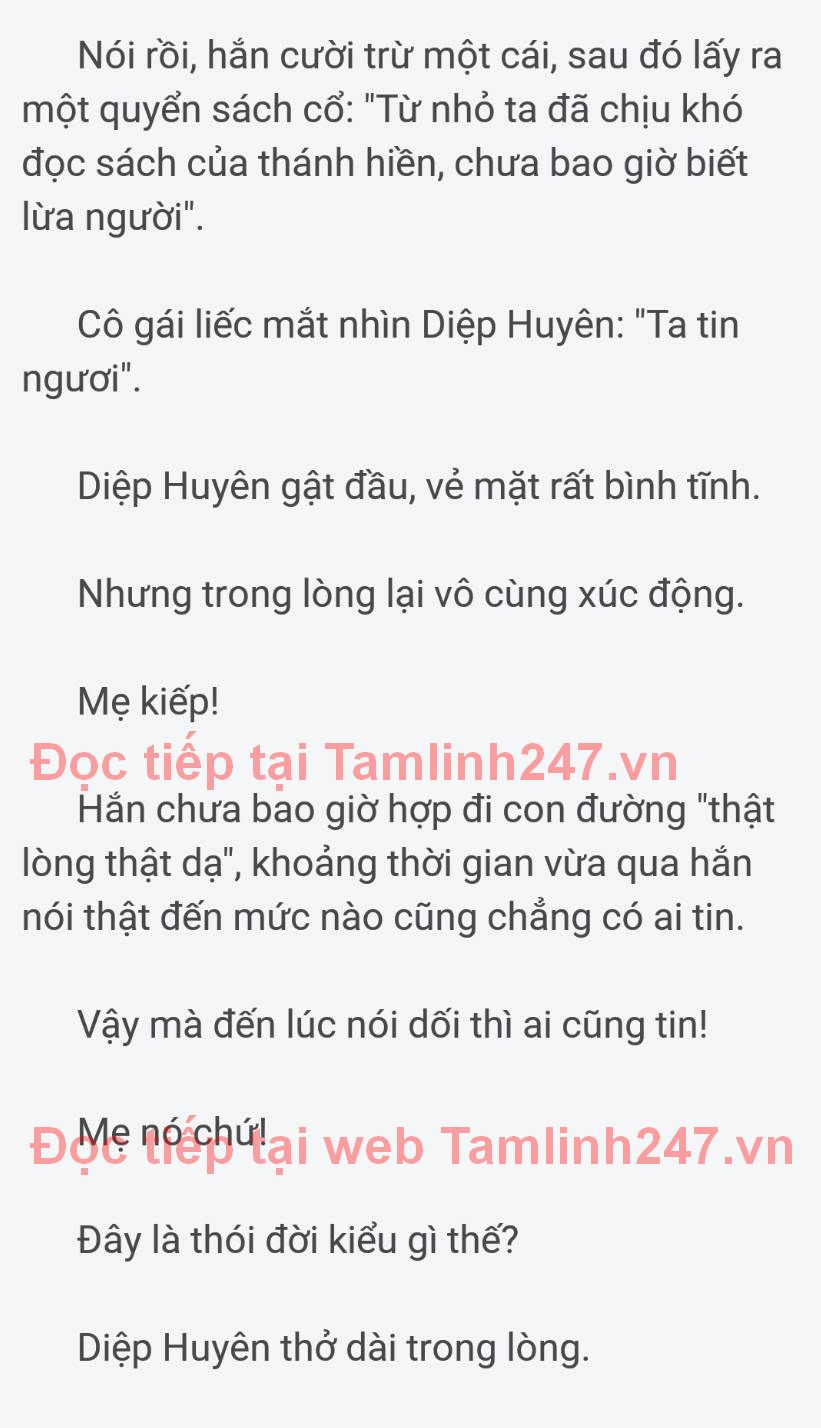 Nói rồi, hắn cười trừ một cái, sau đó lấy ra
một quyển sách cổ: "Từ nhỏ ta đã chịu khó
đọc sách của thánh hiền, chưa bao giờ biết
lừa người".
Cô gái liếc mắt nhìn Diệp Huyên: "Ta tin
ngươi".
Diệp Huyên gật đầu, vẻ mặt rất bình tĩnh.
Nhưng trong lòng lại vô cùng xúc động.
Mẹ kiếp!
Đọc tiếp tại Tamlinh247.vn
Hắn chưa bao giờ hợp đi con đường "thật
lòng thật dạ", khoảng thời gian vừa qua hắn
nói thật đến mức nào cũng chẳng có ai tin.
Vậy mà đến lúc nói dối thì ai cũng tin!
Mẹ nó chứ!
Đọc tiếp tại web Tamlinh247.vn
Đây là thói đời kiểu gì thế?
Diệp Huyên thở dài trong lòng.